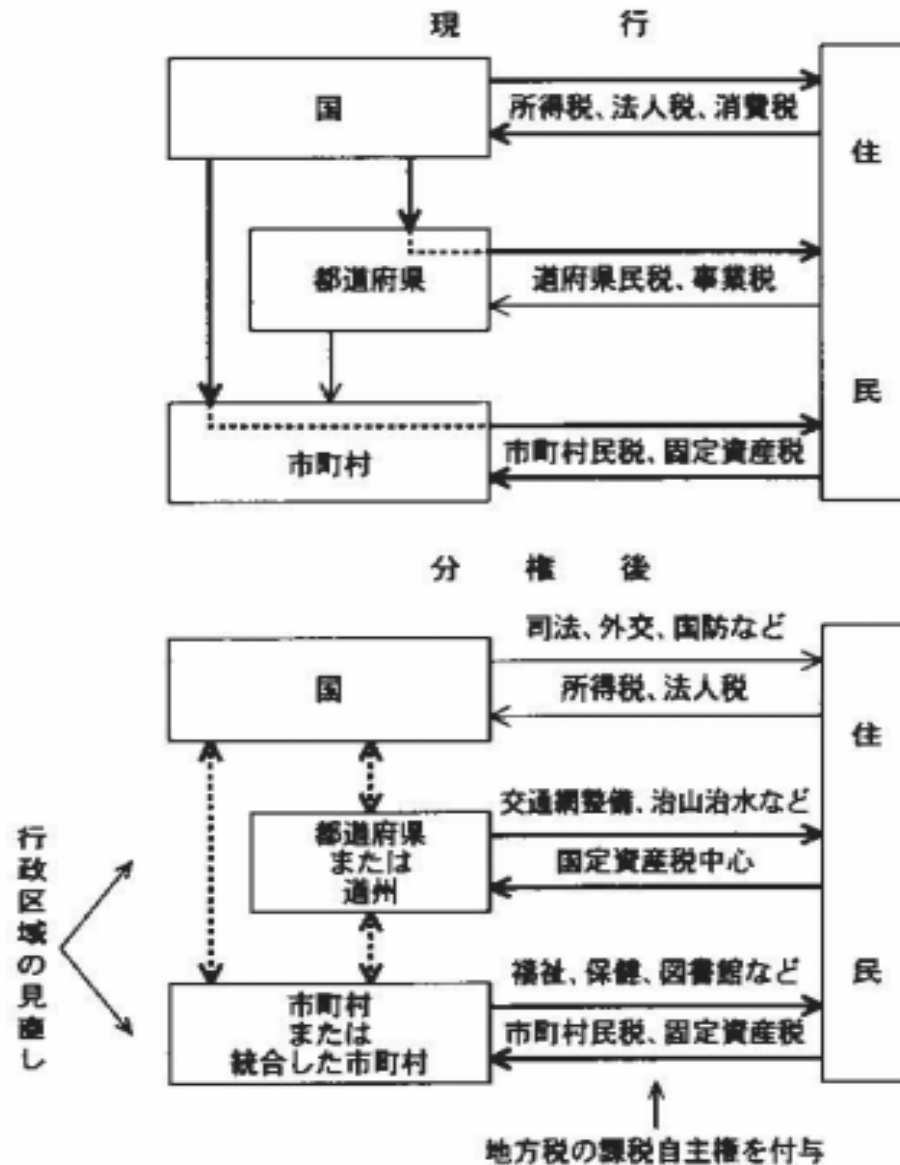 現行
国
所得税、法人税、消費税
都道府県
道府県民税、事業税
市町村
市町村民税、固定資産税
住民
分権後
国
司法、外交、国防など
所得税、法人税
都道府県
または
道州
交通網整備、治山治水など
国定資産税中心
市町村
または
統合した市町村
福祉、保健、図書館など
市町村民税、固定資産税
住民
行政区域の見直し
地方税の課税自主権を付与